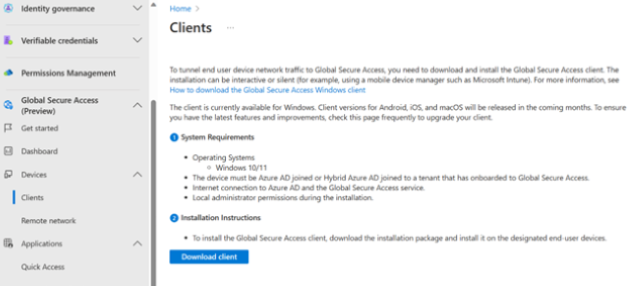 Identity governance
Verifiable credentials
Permissions Management
Global Secure Access
(Preview)
Get started
Dashboard
Devices
Clients
Remote network
Applications
Quick Access
Home >
Clients ...
To tunnel end user device network traffic to Global Secure Access, you need to download and install the Global Secure Access client. The
installation can be interactive or silent (for example, using a mobile device manager such as Microsoft Intune). For more information, see
How to download the Global Secure Access Windows client
The client is currently available for Windows. Client versions for Android, iOS, and macOS will be released in the coming months. To ensure
you have the latest features and improvements, check this page frequently to upgrade your client.
1 System Requirements
• Operating Systems
○ Windows 10/11
• The device must be Azure AD joined or Hybrid Azure AD joined to a tenant that has onboarded to Global Secure Access.
• Internet connection to Azure AD and the Global Secure Access service.
• Local administrator permissions during the installation.
2 Installation Instructions
• To install the Global Secure Access client, download the installation package and install it on the designated end-user devices.
Download client